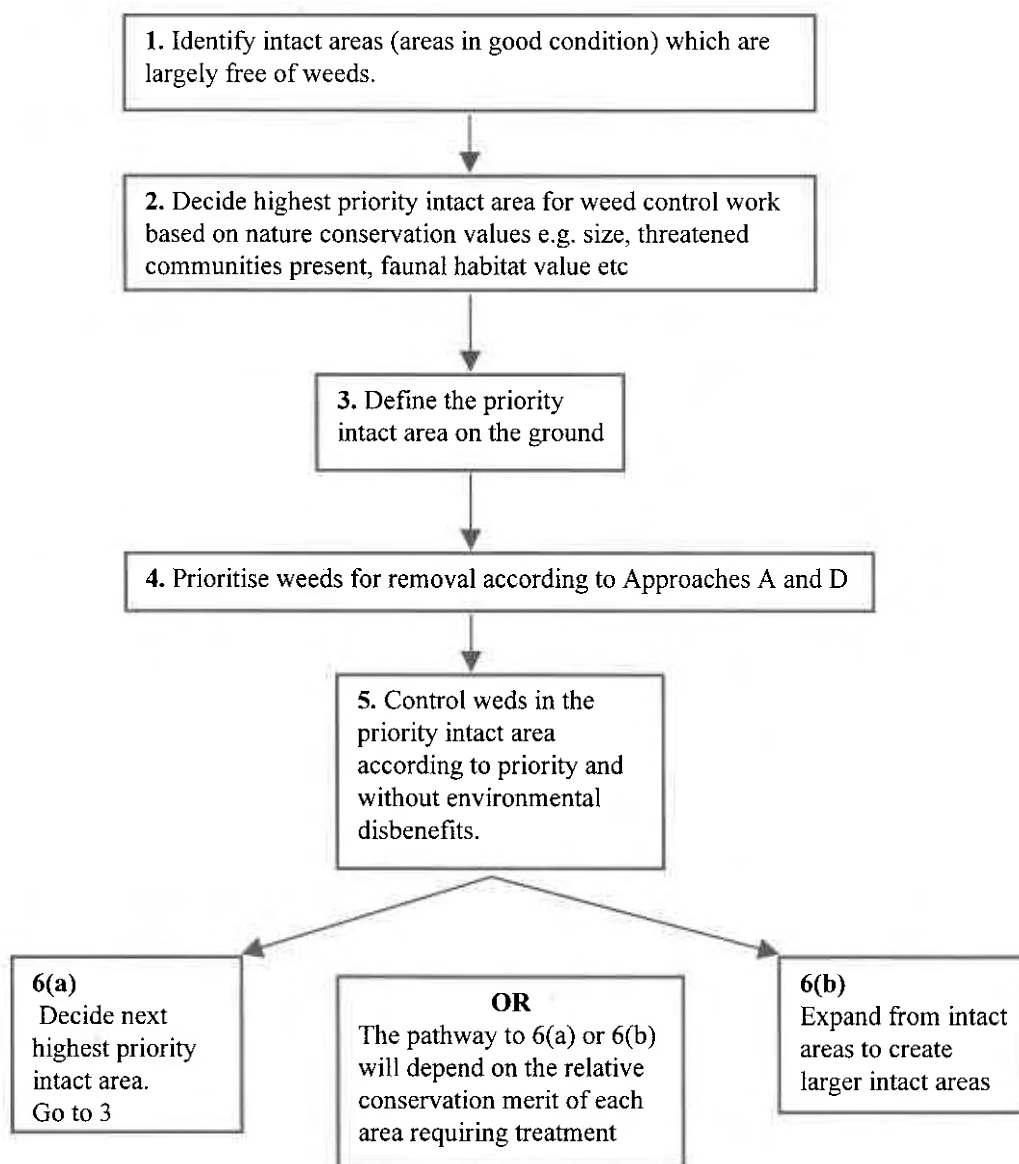 1. Identify intact areas (areas in good condition) which are
largely free of weeds.
2. Decide highest priority intact area for weed control work
based on nature conservation values e.g. size, threatened
communities present, faunal habitat value etc
3. Define the priority
intact area on the ground
4. Prioritise weeds for removal according to Approaches A and D
5. Control weds in the
priority intact area
according to priority and
without environmental
disbenefits.
6(a)
Decide next
highest priority
intact area.
Go to 3
OR
The pathway to 6(a) or 6(b)
will depend on the relative
conservation merit of each
area requiring treatment
6(b)
Expand from intact
areas to create
larger intact areas